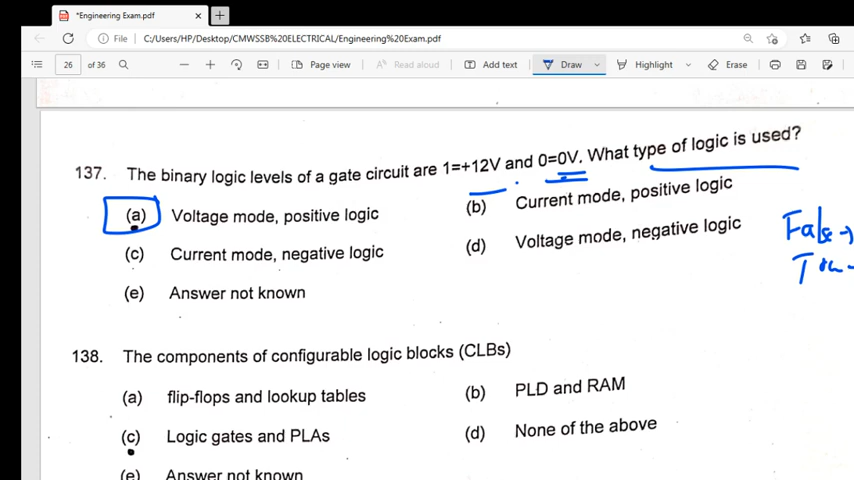 *Engineering Exam.pdf
File C:/Users/HP/Desktop/CMWSSB%20ELECTRICAL/Engineering%20Exam.pdf
26 of 36 Page view Read aloud Add text Draw Highlight Erase
137. The binary logic levels of a gate circuit are 1=+12V and 0=0V. What type of logic is used?
(a) Voltage mode, positive logic (b) Current mode, positive logic
(c) Current mode, negative logic (d) Voltage mode, negative logic
(e) Answer not known
False
138. The components of configurable logic blocks (CLBs)
(a) flip-flops and lookup tables (b) PLD and RAM
(c) Logic gates and PLAs (d) None of the above
(e) Answer not known